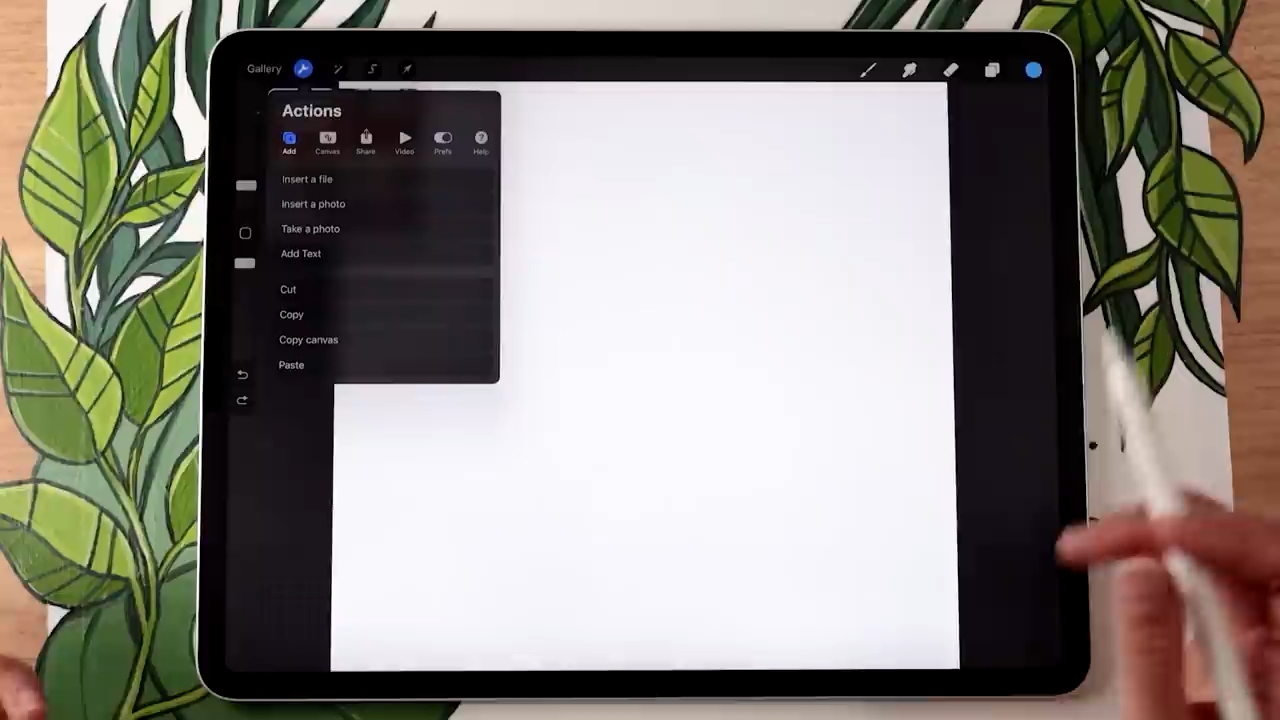 Gallery
Actions
Add Canvas Share Video Prefs Help
Insert a file
Insert a photo
Take a photo
Add Text
Cut
Copy
Copy canvas
Paste